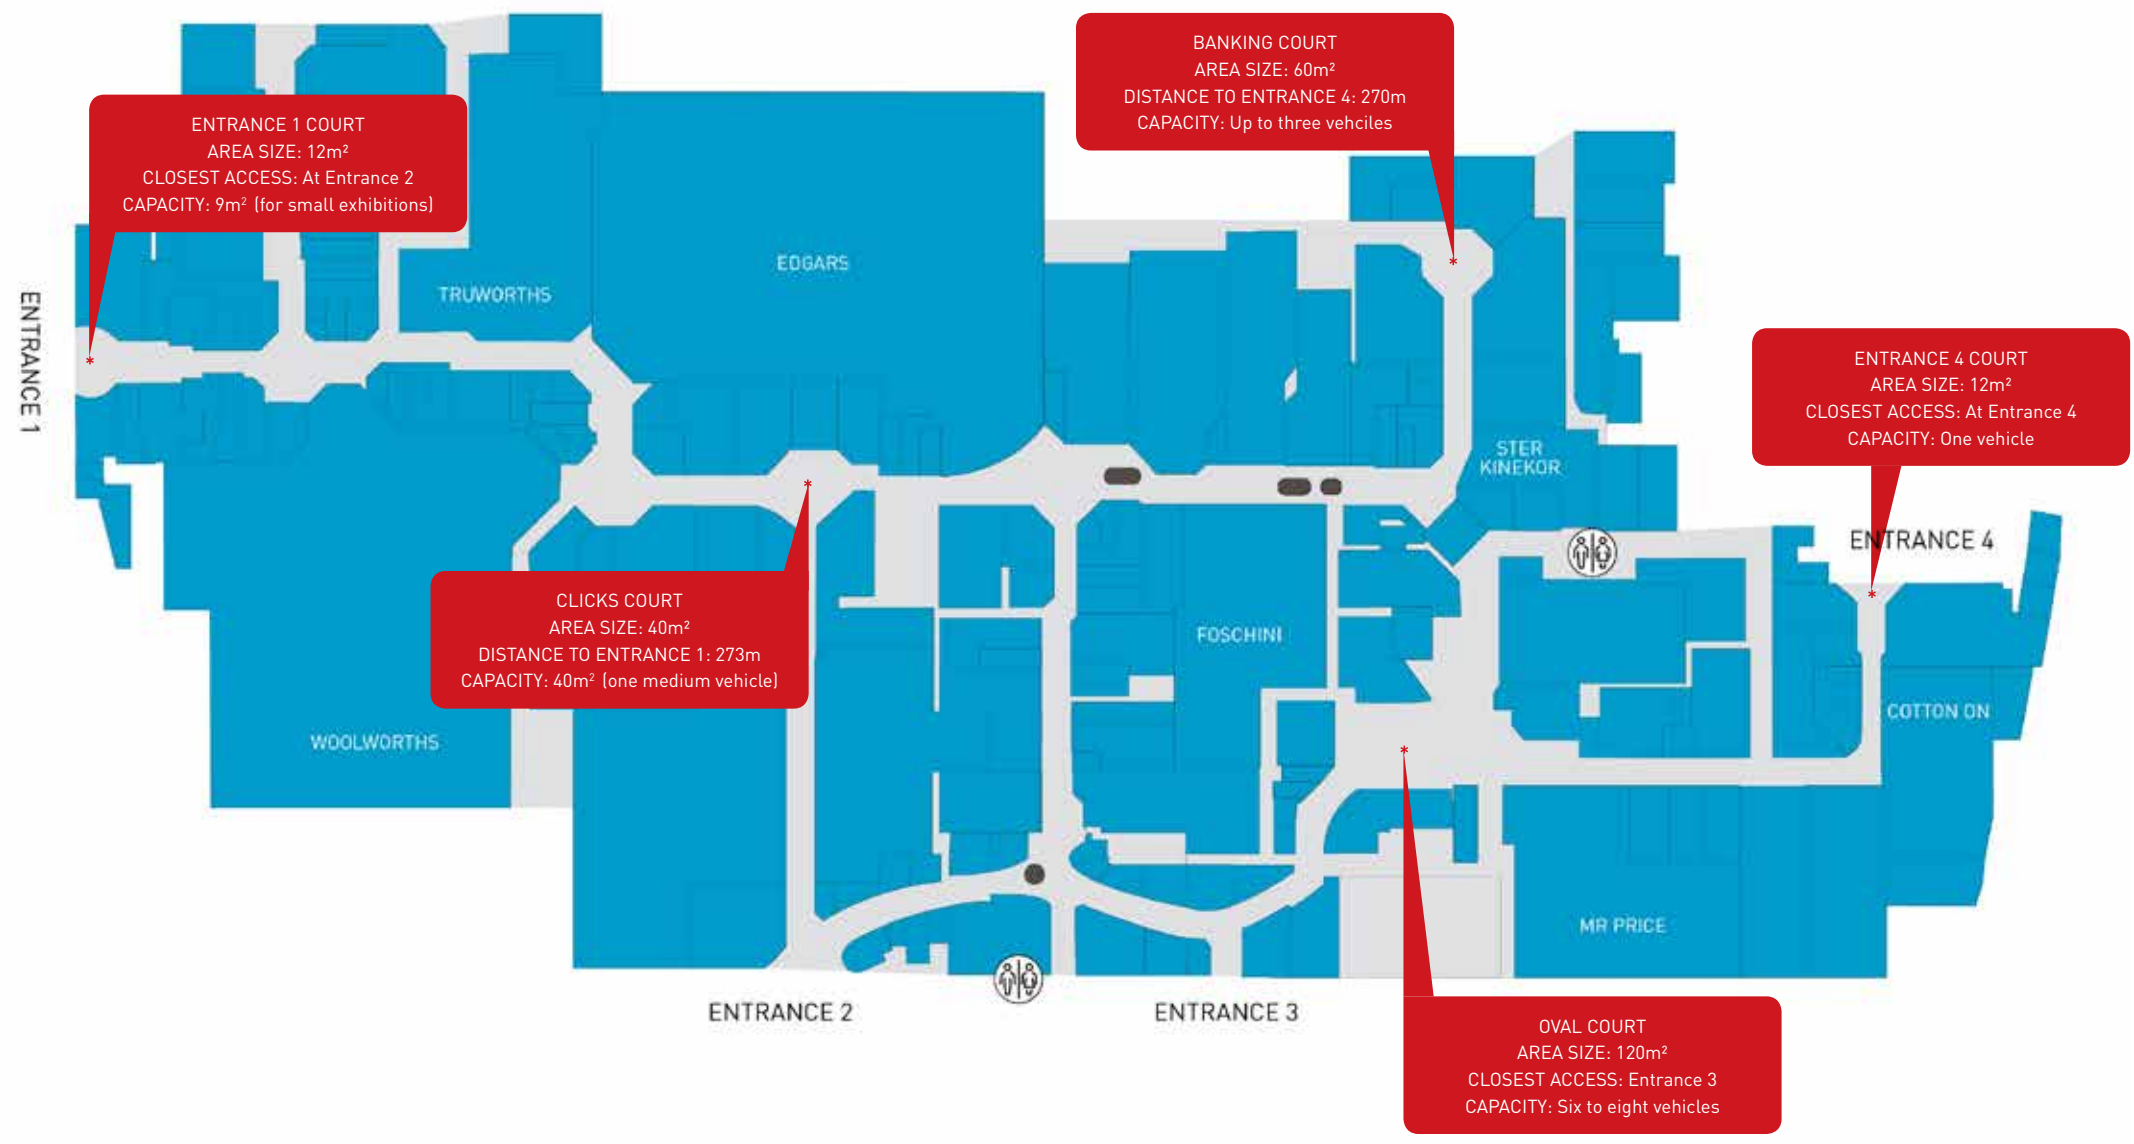 BANKING COURT
AREA SIZE: 60m²
DISTANCE TO ENTRANCE 4: 270m
CAPACITY: Up to three vehciles
ENTRANCE 1 COURT
AREA SIZE: 12m²
CLOSEST ACCESS: At Entrance 2
CAPACITY: 9m² (for small exhibitions)
EDGARS
TRUWORTHS
ENTRANCE 1
ENTRANCE 4 COURT
AREA SIZE: 12m²
CLOSEST ACCESS: At Entrance 4
CAPACITY: One vehicle
STER
KINEKOR
ENTRANCE 4
CLICKS COURT
AREA SIZE: 40m²
DISTANCE TO ENTRANCE 1: 273m
CAPACITY: 40m² (one medium vehicle)
FOSCHINI
COTTON ON
WOOLWORTHS
MR PRICE
ENTRANCE 2
ENTRANCE 3
OVAL COURT
AREA SIZE: 120m²
CLOSEST ACCESS: Entrance 3
CAPACITY: Six to eight vehicles